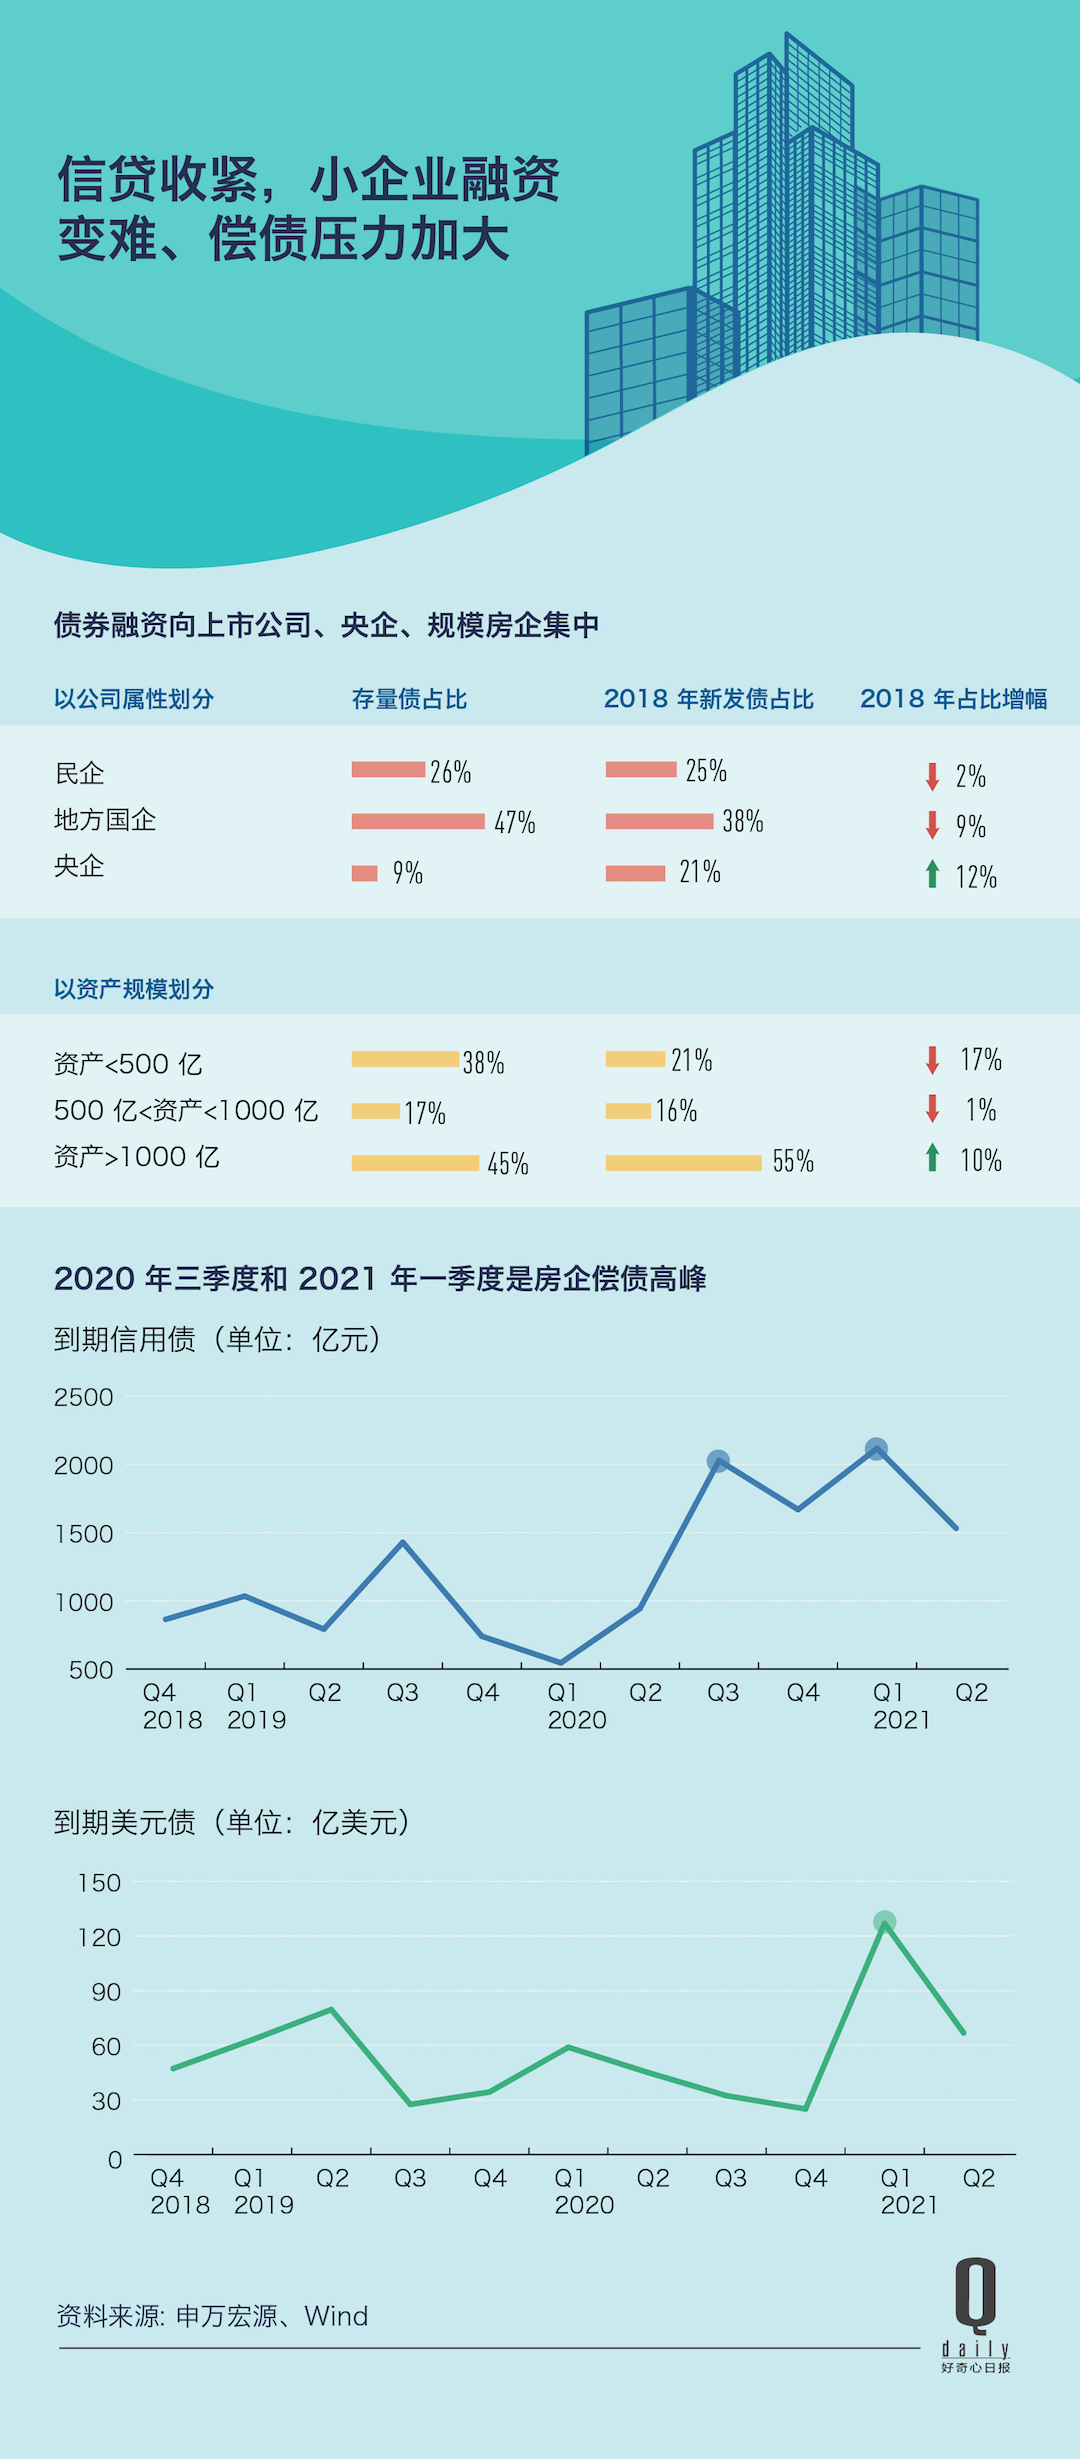 信贷收紧，小企业融资
变难、偿债压力加大
债券融资向上市公司、央企、规模房企集中
以公司属性划分 存量债占比 2018 年新发债占比 2018 年占比增幅
民企 26% 25% 2%
地方国企 47% 38% 9%
央企 9% 21% 12%
以资产规模划分
资产<500 亿 38% 21% 17%
500 亿<资产<1000 亿 17% 16% 1%
资产>1000 亿 45% 55% 10%
2020 年三季度和 2021 年一季度是房企偿债高峰
到期信用债（单位：亿元）
2500
2000
1500
1000
500
Q4 Q1 Q2 Q3 Q4 Q1 Q2 Q3 Q4 Q1 Q2
2018 2019 2020 2021
到期美元债（单位：亿美元）
150
120
90
60
30
0
Q4 Q1 Q2 Q3 Q4 Q1 Q2 Q3 Q4 Q1 Q2
2018 2019 2020 2021
资料来源: 申万宏源、Wind
Q
daily
好奇心日报